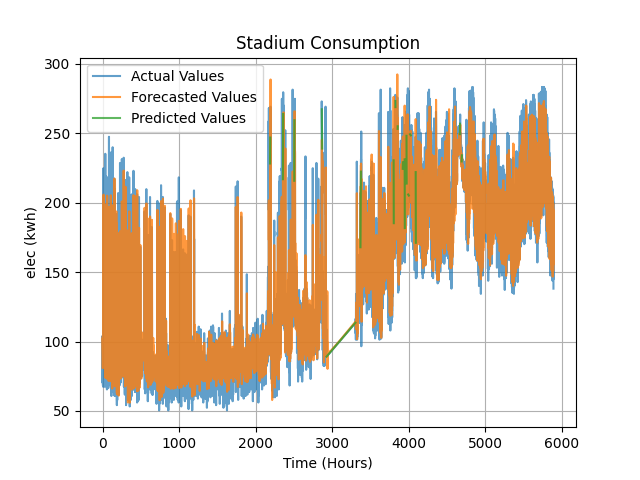 Stadium Consumption
Actual Values
Forecasted Values
Predicted Values
300
250
200
150
100
50
elec (kwh)
0 1000 2000 3000 4000 5000 6000
Time (Hours)